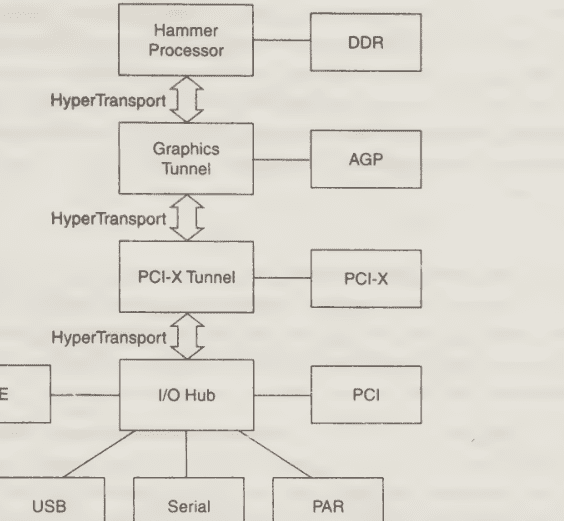 Hammer
Processor
DDR
HyperTransport
Graphics
Tunnel
AGP
HyperTransport
PCI-X Tunnel
PCI-X
HyperTransport
E
I/O Hub
PCI
USB
Serial
PAR